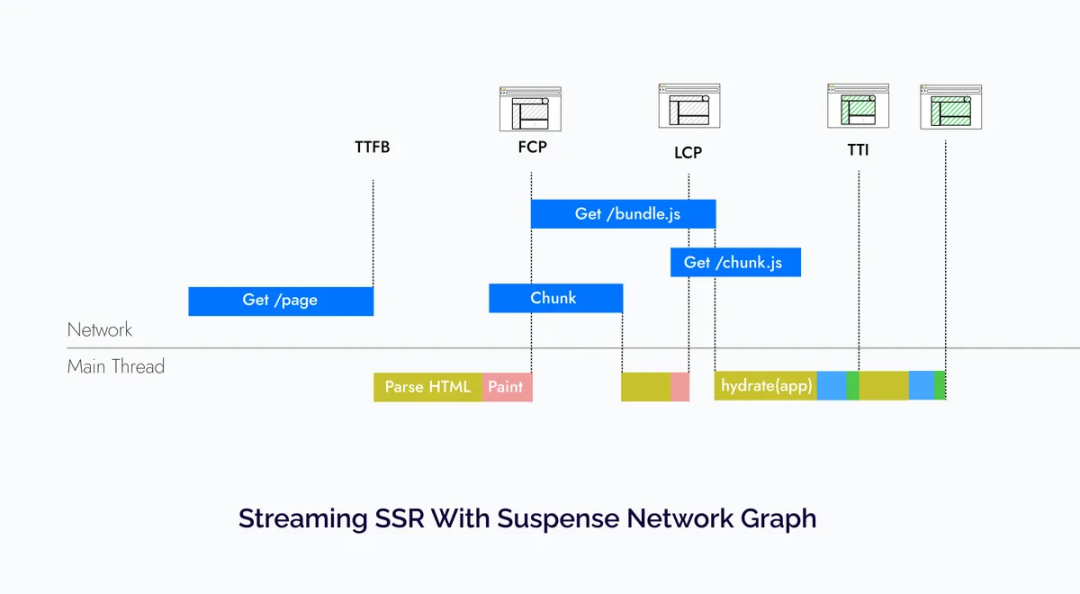 TTFB
FCP
LCP
TTI
Get /bundle.js
Get /chunk.js
Get /page
Chunk
Network
Main Thread
Parse HTML
Paint
hydrate(app)
Streaming SSR With Suspense Network Graph